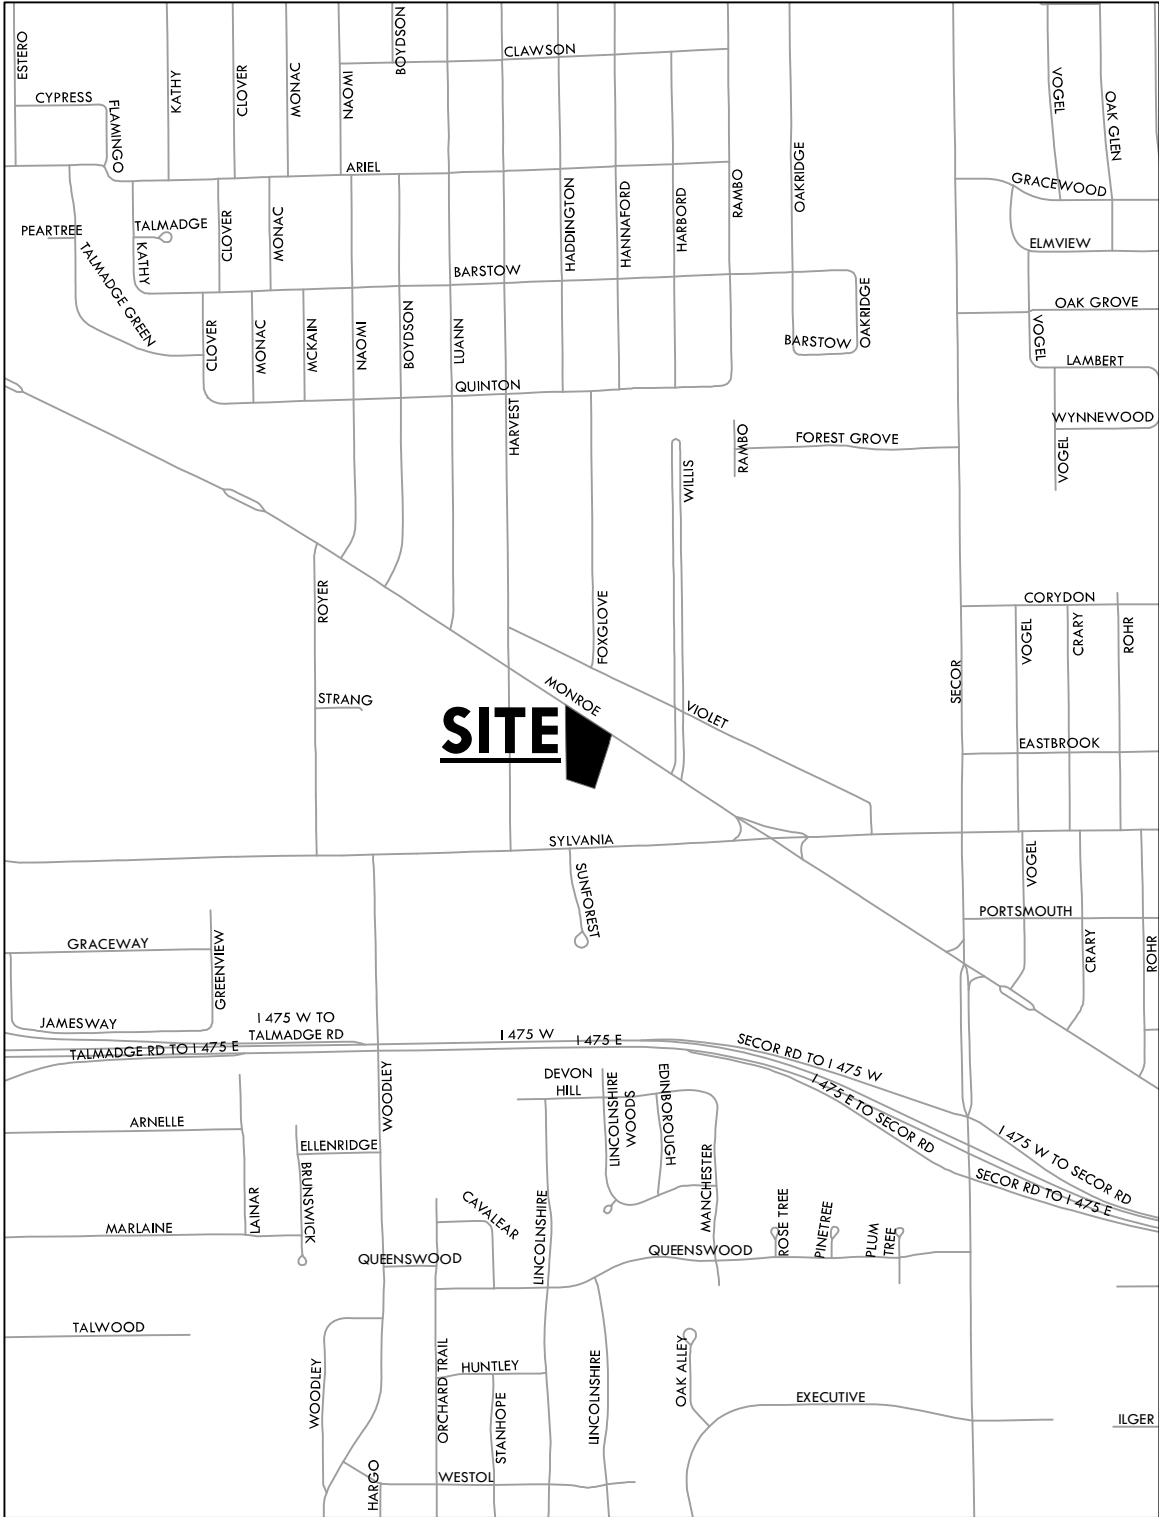 ESTERO
BOYDSON
CLAWSON
CYPRESS
FLAMINGO
KATHY
CLOVER
MONAC
NAOMI
VOGEL
OAK GLEN
ARIEL
GRACEWOOD
PEARTREE
TALMADGE
KATHY
CLOVER
MONAC
HADDINGTON
HANNAFORD
HARBORD
RAMBO
OAKRIDGE
ELMVIEW
TALMADGE GREEN
BARSTOW
OAK GROVE
CLOVER
MONAC
MCKAIN
NAOMI
BOYDSON
LUANN
BARSTOW
OAKRIDGE
VOGEL
LAMBERT
QUINTON
HARVEST
WYNNEWOOD
RAMBO
FOREST GROVE
VOGEL
WILLIS
ROYER
FOXGLOVE
CORYDON
VOGEL
CRARY
ROHR
STRANG
MONROE
VIOLET
SECOR
SITE
EASTBROOK
SYLVANIA
SUNFOREST
VOGEL
PORTSMOUTH
GRACEWAY
GREENVIEW
CRARY
ROHR
JAMESWAY
I 475 W TO
TALMADGE RD
I 475 W
I 475 E
TALMADGE RD TO I 475 E
SECOR RD TO I 475 W
WOODLEY
DEVON
HILL
LINCOLNSHIRE
WOODS
EDINBOROUGH
I 475 E TO SECOR RD
ARNELLE
ELLENRIDGE
BRUNSWICK
MANCHESTER
I 475 W TO SECOR RD
SECOR RD TO I 475 E
LAINAR
MARLAINE
CAVALEAR
LINCOLNSHIRE
QUEENSWOOD
QUEENSWOOD
ROSE TREE
PINETREE
PLUM
TREE
TALWOOD
WOODLEY
ORCHARD TRAIL
HUNTLEY
STANHOPE
LINCOLNSHIRE
OAK ALLEY
EXECUTIVE
ILGER
HARGO
WESTOL